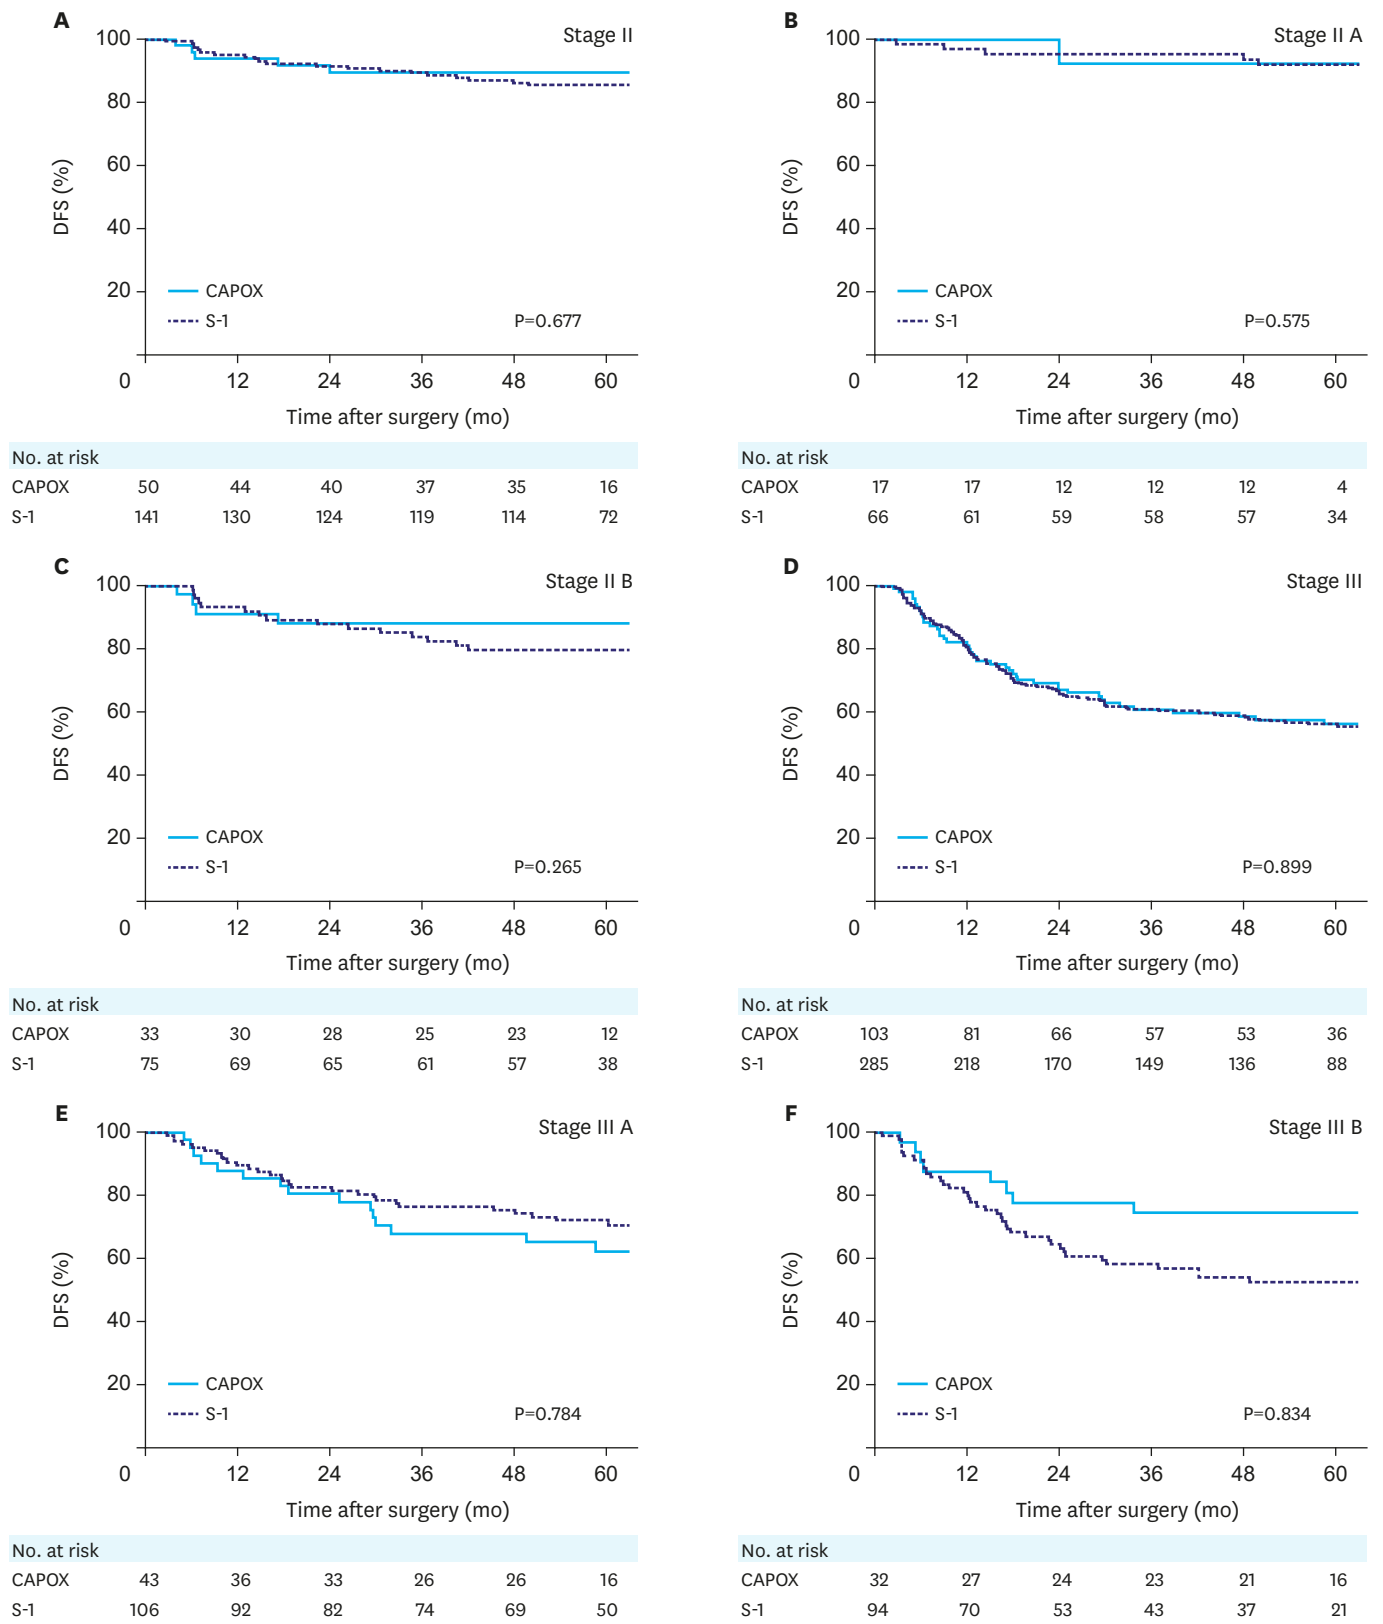 A
Stage II
100
80
60
40
20
DFS (%)
CAPOX
S-1
P=0.677
0 12 24 36 48 60
Time after surgery (mo)
No. at risk
CAPOX 50 44 40 37 35 16
S-1 141 130 124 119 114 72
B
Stage II A
100
80
60
40
20
DFS (%)
CAPOX
S-1
P=0.575
0 12 24 36 48 60
Time after surgery (mo)
No. at risk
CAPOX 17 17 12 12 12 4
S-1 66 61 59 58 57 34
C
Stage II B
100
80
60
40
20
DFS (%)
CAPOX
S-1
P=0.265
0 12 24 36 48 60
Time after surgery (mo)
No. at risk
CAPOX 33 30 28 25 23 12
S-1 75 69 65 61 57 38
D
Stage III
100
80
60
40
20
DFS (%)
CAPOX
S-1
P=0.899
0 12 24 36 48 60
Time after surgery (mo)
No. at risk
CAPOX 103 81 66 57 53 36
S-1 285 218 170 149 136 88
E
Stage III A
100
80
60
40
20
DFS (%)
CAPOX
S-1
P=0.784
0 12 24 36 48 60
Time after surgery (mo)
No. at risk
CAPOX 43 36 33 26 26 16
S-1 106 92 82 74 69 50
F
Stage III B
100
80
60
40
20
DFS (%)
CAPOX
S-1
P=0.834
0 12 24 36 48 60
Time after surgery (mo)
No. at risk
CAPOX 32 27 24 23 21 16
S-1 94 70 53 43 37 21